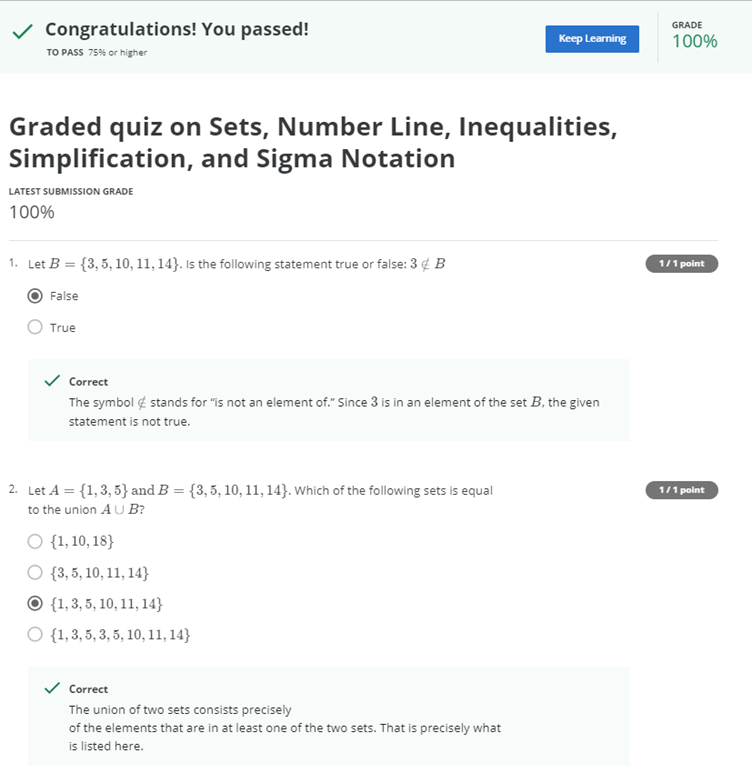 Congratulations! You passed!
TO PASS 75% or higher
Keep Learning
GRADE
100%
Graded quiz on Sets, Number Line, Inequalities,
Simplification, and Sigma Notation
LATEST SUBMISSION GRADE
100%
1. Let B = {3, 5, 10, 11, 14}. Is the following statement true or false: 3 ∉ B
1 / 1 point
False
True
Correct
The symbol ∉ stands for “is not an element of.” Since 3 is in an element of the set B, the given
statement is not true.
2. Let A = {1, 3, 5} and B = {3, 5, 10, 11, 14}. Which of the following sets is equal
to the union A ∪ B?
1 / 1 point
{1, 10, 18}
{3, 5, 10, 11, 14}
{1, 3, 5, 10, 11, 14}
{1, 3, 5, 3, 5, 10, 11, 14}
Correct
The union of two sets consists precisely
of the elements that are in at least one of the two sets. That is precisely what
is listed here.